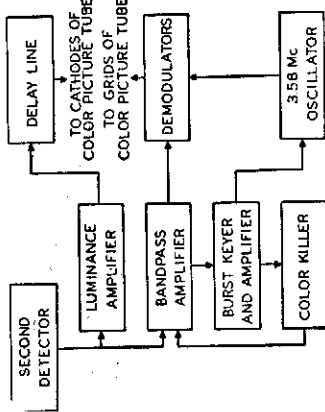 SECOND
DETECTOR
LUMINANCE
AMPLIFIER
DELAY LINE
TO CATHODES OF
COLOR PICTURE TUBE
TO GRIDS OF
COLOR PICTURE TUBE
BANDPASS
AMPLIFIER
DEMODULATORS
BURST KEYER
AND AMPLIFIER
3.58 Mc
OSCILLATOR
COLOR KILLER